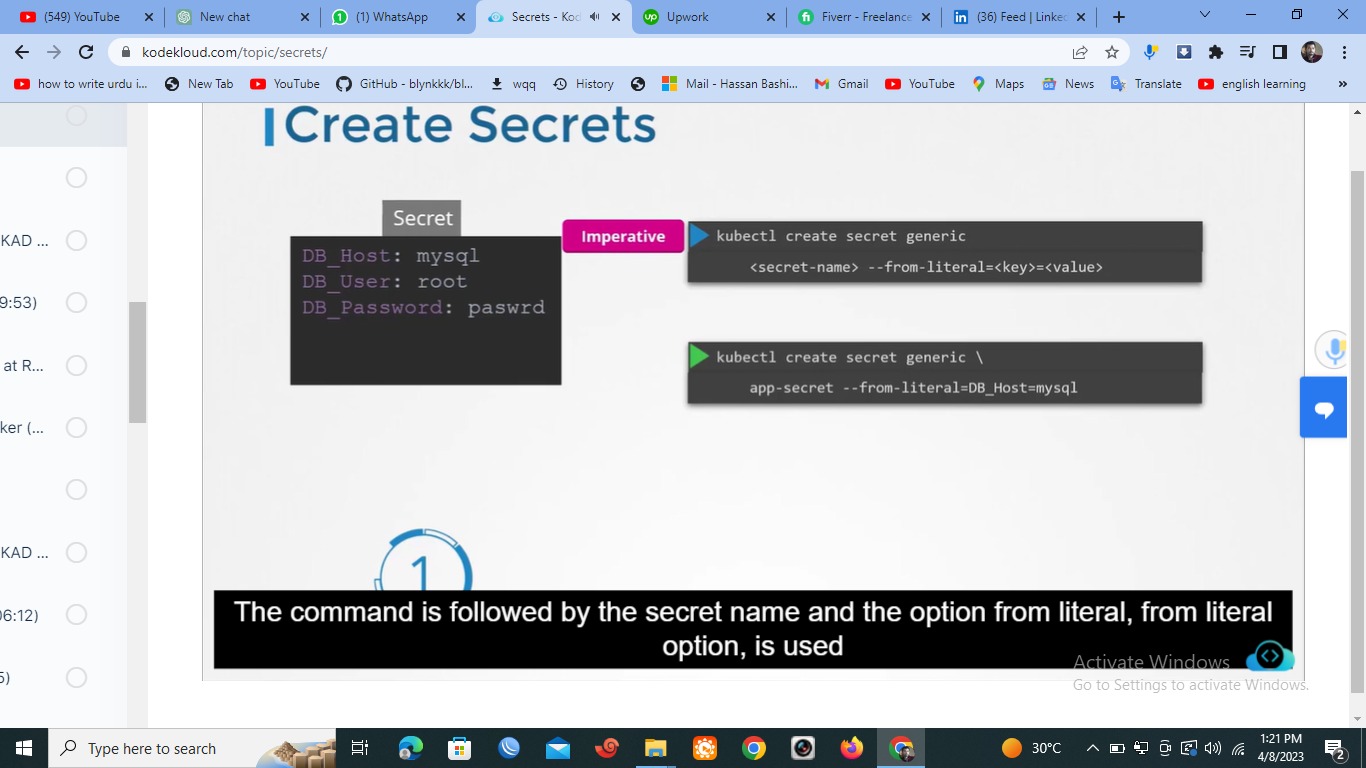 (549) YouTube
New chat
(1) WhatsApp
Secrets - Kod
Upwork
Fiverr - Freelance
(36) Feed | Linke
kodekloud.com/topic/secrets/
how to write urdu i...
New Tab
YouTube
GitHub - blynkkk/bl...
wqq
History
Mail - Hassan Bashi...
Gmail
YouTube
Maps
News
Translate
english learning
»
KAD ...
9:53)
at R...
ker (...
KAD ...
06:12)
5)
Create Secrets
Secret
DB_Host: mysql
DB_User: root
DB_Password: paswrd
Imperative
kubectl create secret generic
<secret-name> --from-literal=<key>=<value>
kubectl create secret generic \
app-secret --from-literal=DB_Host=mysql
1
The command is followed by the secret name and the option from literal, from literal
option, is used
Activate Windows
Go to Settings to activate Windows.
Type here to search
30°C
1:21 PM
4/8/2023
2